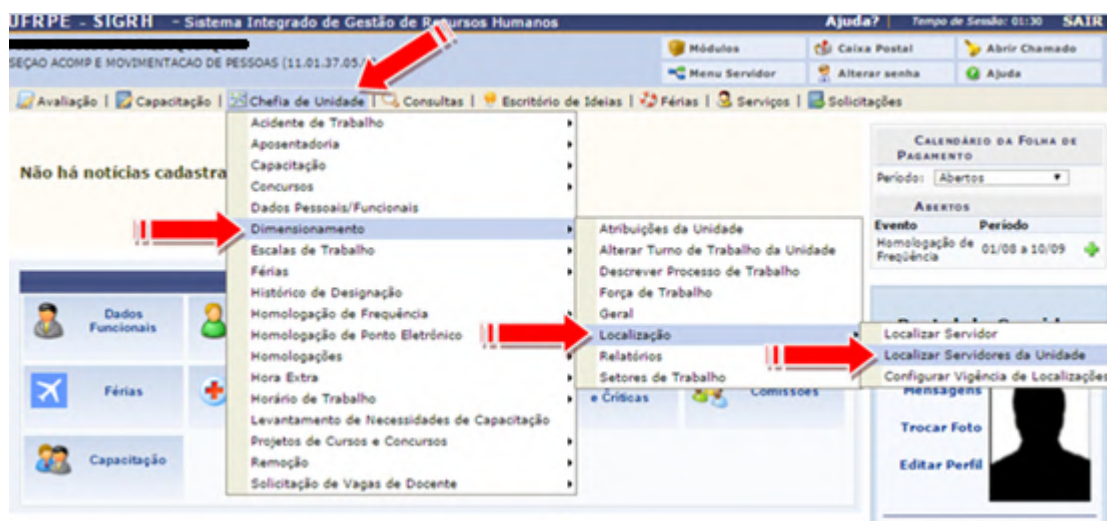 UFRPE - SIGRH - Sistema Integrado de Gestão de Recursos Humanos
Ajuda? Tempo de Sessão: 01:30 SAIR
SEÇAO ACOMP E MOVIMENTACAO DE PESSOAS (11.01.37.05.
Módulos
Caixa Postal
Abrir Chamado
Menu Servidor
Alterar senha
Ajuda
Avaliação | Capacitação | Chefia de Unidade | Consultas | Escritório de Ideias | Férias | Serviços | Solicitações
Não há notícias cadastra
Acidente de Trabalho
Aposentadoria
Capacitação
Concursos
Dados Pessoais/Funcionais
Dimensionamento
Escalas de Trabalho
Férias
Histórico de Designação
Homologação de Frequência
Homologação de Ponto Eletrônico
Homologações
Hora Extra
Horário de Trabalho
Levantamento de Necessidades de Capacitação
Projetos de Cursos e Concursos
Remoção
Solicitação de Vagas de Docente
Atribuições da Unidade
Alterar Turno de Trabalho da Unidade
Descrever Processo de Trabalho
Força de Trabalho
Geral
Localização
Relatórios
Setores de Trabalho
Localizar Servidor
Localizar Servidores da Unidade
Configurar Vigência de Localizações
Calendário da Folha de
Pagamento
Período: Abertos
Abertos
Evento Período
Homologação de
Freqüência
01/08 a 10/09
Dados
Funcionais
Férias
e Críticas
Comissões
Capacitação
Mensagens
Trocar Foto
Editar Perfil